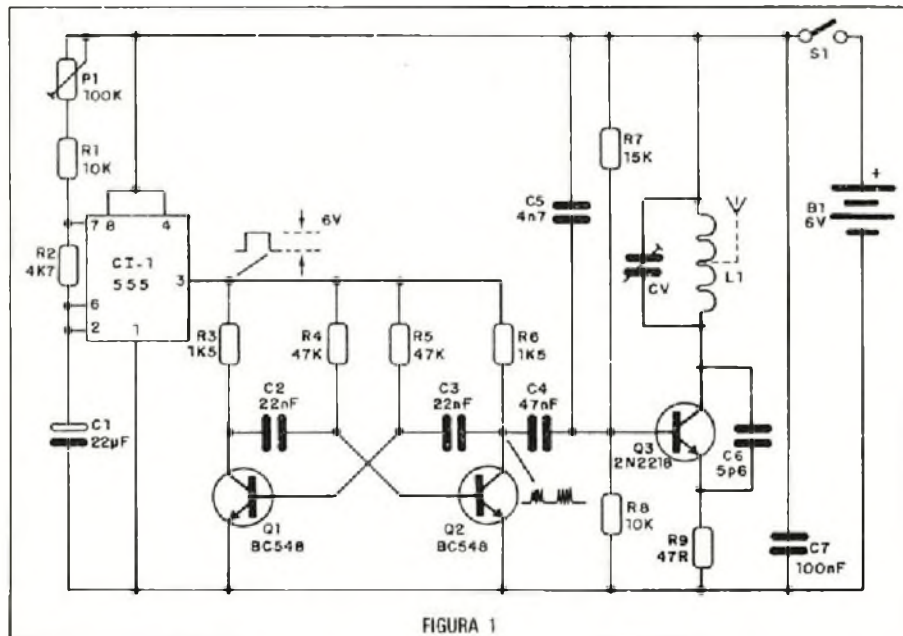 P1
100K
R1
10K
R2
4K7
C1
22µF
7
8
4
6
2
1
3
CI-1
555
6V
R3
1K5
R4
47K
R5
47K
R6
1K5
C2
22nF
C3
22nF
C4
47nF
C5
4n7
R7
15K
R8
10K
CV
L1
Q1
BC548
Q2
BC548
Q3
2N2218
C6
5p6
R9
47R
C7
100nF
S1
+
B1
6V
FIGURA 1